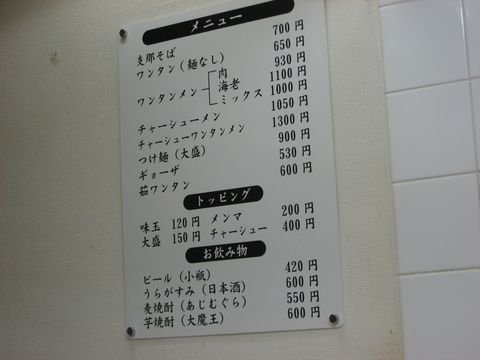 メニュー
支那そば 700円
ワンタン(麺なし) 650円
ワンタンメン 肉 930円
海老 1100円
ミックス 1000円
チャーシューメン 1050円
チャーシューワンタンメン 1300円
つけ麺(大盛) 900円
ギョーザ 530円
茹ワンタン 600円
トッピング
味玉 120円 メンマ 200円
大盛 150円 チャーシュー 400円
お飲み物
ビール(小瓶) 420円
うらがすみ(日本酒) 600円
麦焼酎(あじむぐら) 550円
芋焼酎(大魔王) 600円